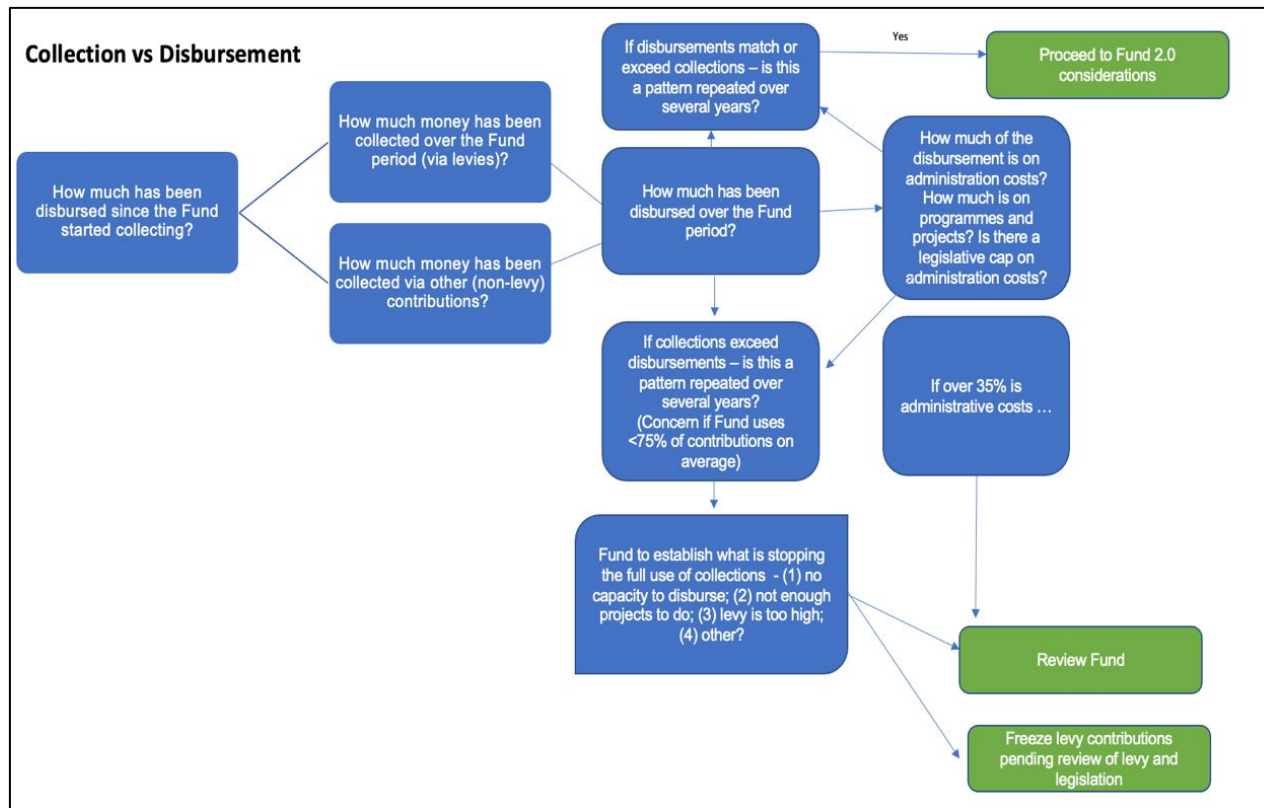 Collection vs Disbursement
How much has been
disbursed since the Fund
started collecting?
How much money has been
collected over the Fund
period (via levies)?
How much money has been
collected via other (non-levy)
contributions?
If disbursements match or
exceed collections – is this
a pattern repeated over
several years?
Yes
Proceed to Fund 2.0
considerations
How much has been
disbursed over the Fund
period?
How much of the
disbursement is on
administration costs?
How much is on
programmes and
projects? Is there a
legislative cap on
administration costs?
If collections exceed
disbursements – is this a
pattern repeated over
several years?
(Concern if Fund uses
<75% of contributions on
average)
If over 35% is
administrative costs …
Fund to establish what is stopping
the full use of collections - (1) no
capacity to disburse; (2) not enough
projects to do; (3) levy is too high;
(4) other?
Review Fund
Freeze levy contributions
pending review of levy and
legislation